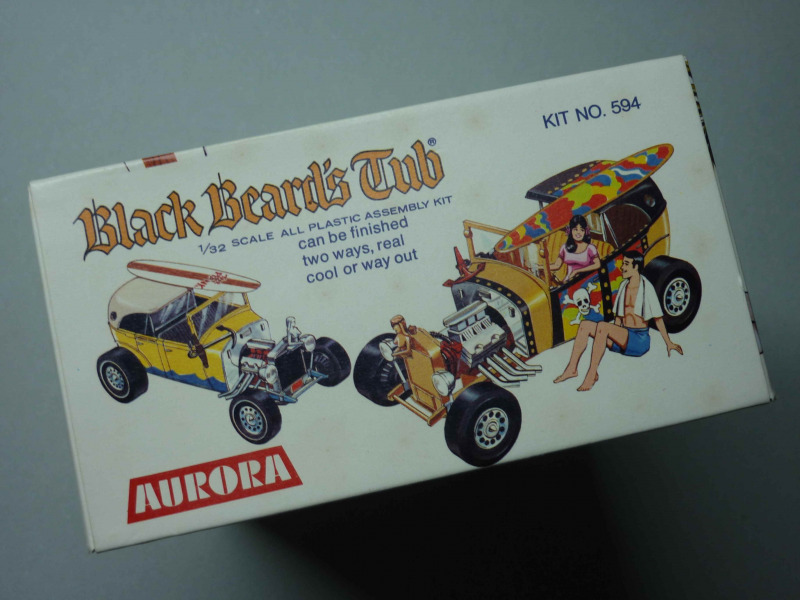 KIT NO. 594
Black Beard's Tub®
1/32 SCALE ALL PLASTIC ASSEMBLY KIT
can be finished
two ways, real
cool or way out
AURORA